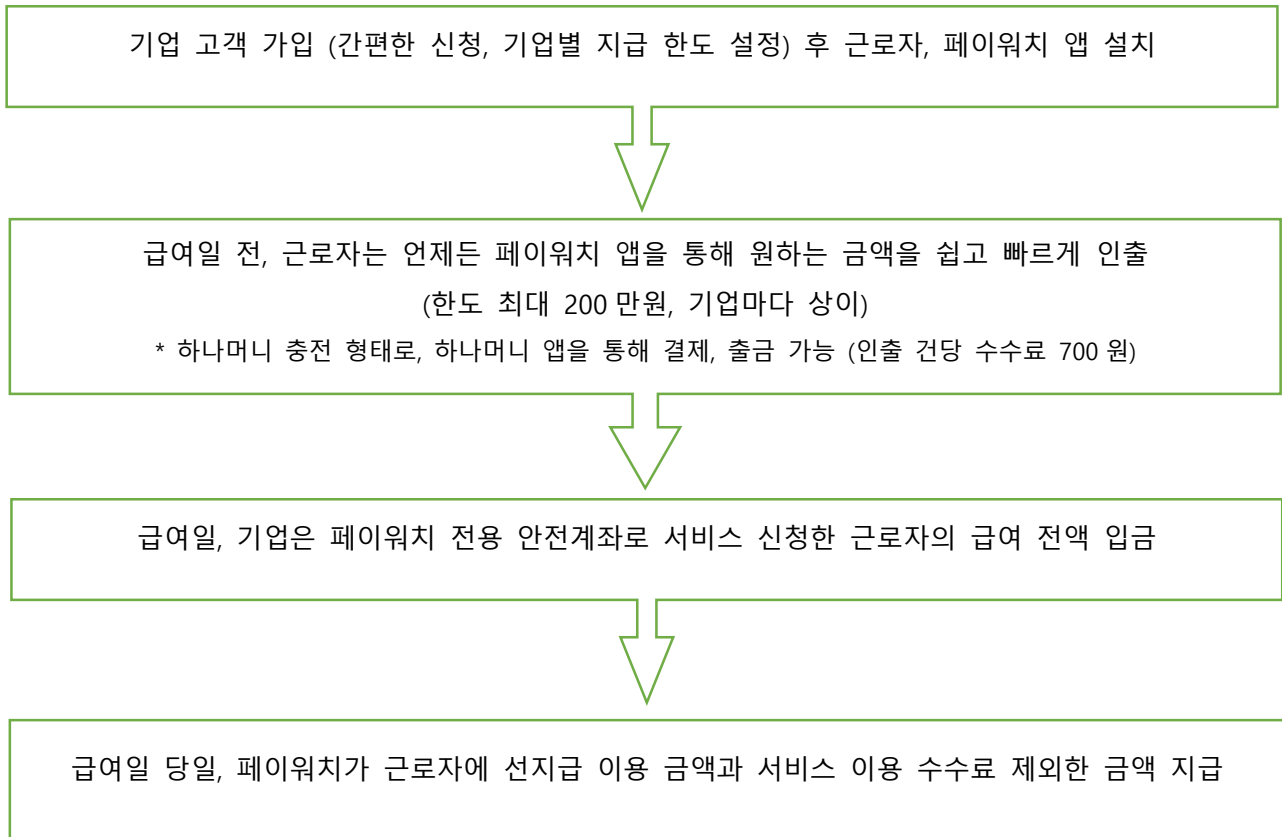 기업 고객 가입 (간편한 신청, 기업별 지급 한도 설정) 후 근로자, 페이워치 앱 설치
급여일 전, 근로자는 언제든 페이워치 앱을 통해 원하는 금액을 쉽고 빠르게 인출
(한도 최대 200만원, 기업마다 상이)
* 하나머니 충전 형태로, 하나머니 앱을 통해 결제, 출금 가능 (인출 건당 수수료 700원)
급여일, 기업은 페이워치 전용 안전계좌로 서비스 신청한 근로자의 급여 전액 입금
급여일 당일, 페이워치가 근로자에 선지급 이용 금액과 서비스 이용 수수료 제외한 금액 지급